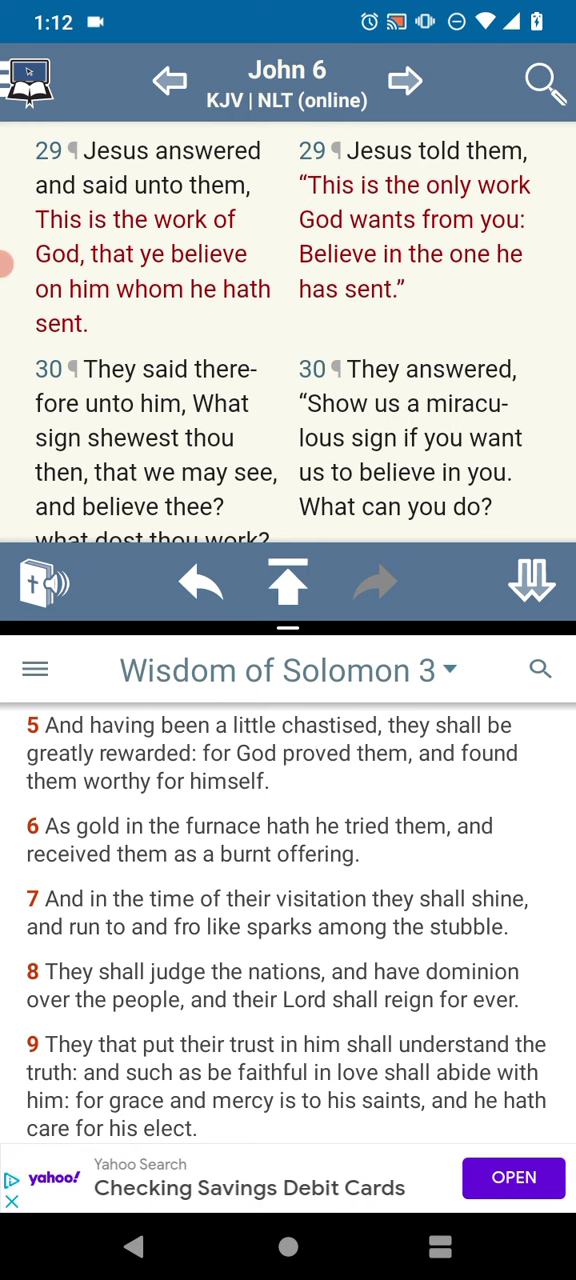 1:12
John 6
KJV | NLT (online)
29 ¶ Jesus answered
and said unto them,
This is the work of
God, that ye believe
on him whom he hath
sent.
30 ¶ They said there-
fore unto him, What
sign shewest thou
then, that we may see,
and believe thee?
what dost thou work?
29 ¶ Jesus told them,
“This is the only work
God wants from you:
Believe in the one he
has sent.”
30 ¶ They answered,
“Show us a miracu-
lous sign if you want
us to believe in you.
What can you do?
Wisdom of Solomon 3
5 And having been a little chastised, they shall be
greatly rewarded: for God proved them, and found
them worthy for himself.
6 As gold in the furnace hath he tried them, and
received them as a burnt offering.
7 And in the time of their visitation they shall shine,
and run to and fro like sparks among the stubble.
8 They shall judge the nations, and have dominion
over the people, and their Lord shall reign for ever.
9 They that put their trust in him shall understand the
truth: and such as be faithful in love shall abide with
him: for grace and mercy is to his saints, and he hath
care for his elect.
yahoo!
Yahoo Search
Checking Savings Debit Cards
OPEN